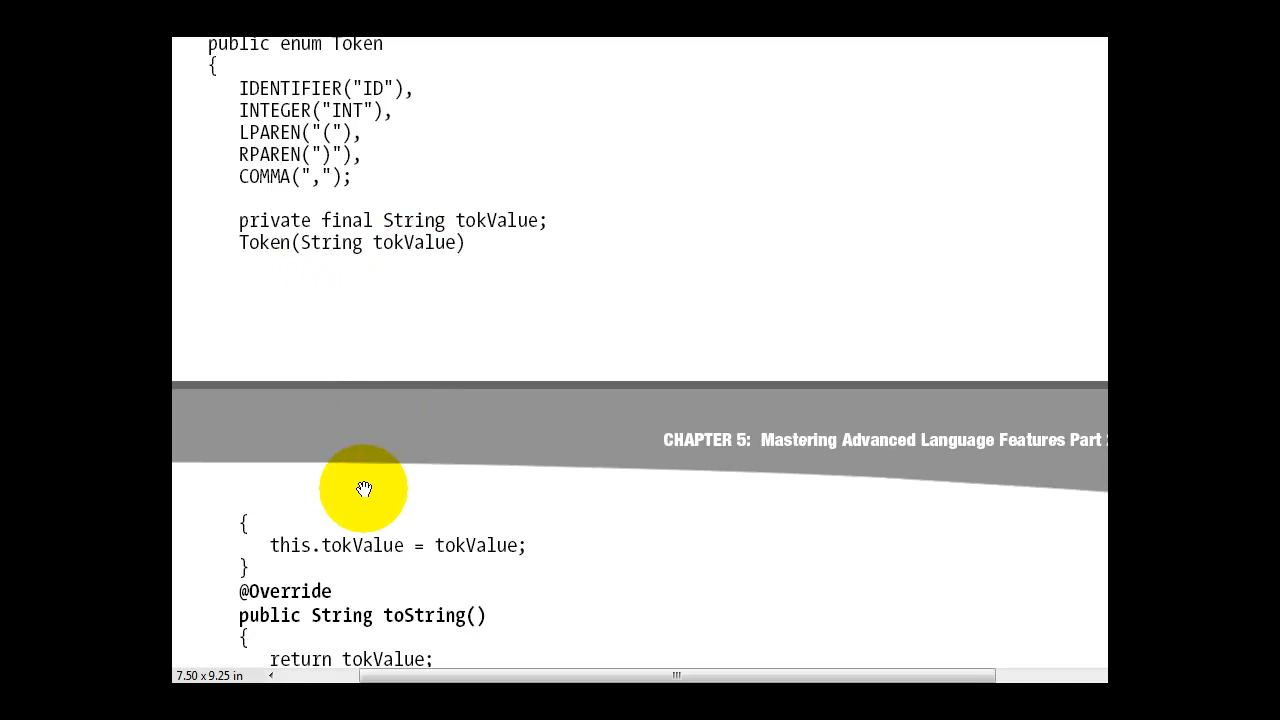 public enum Token
{
IDENTIFIER("ID"),
INTEGER("INT"),
LPAREN("("),
RPAREN(")"),
COMMA(",");
private final String tokValue;
Token(String tokValue)
CHAPTER 5: Mastering Advanced Language Features Part
{
this.tokValue = tokValue;
}
@Override
public String toString()
{
return tokValue;
7.50 x 9.25 in